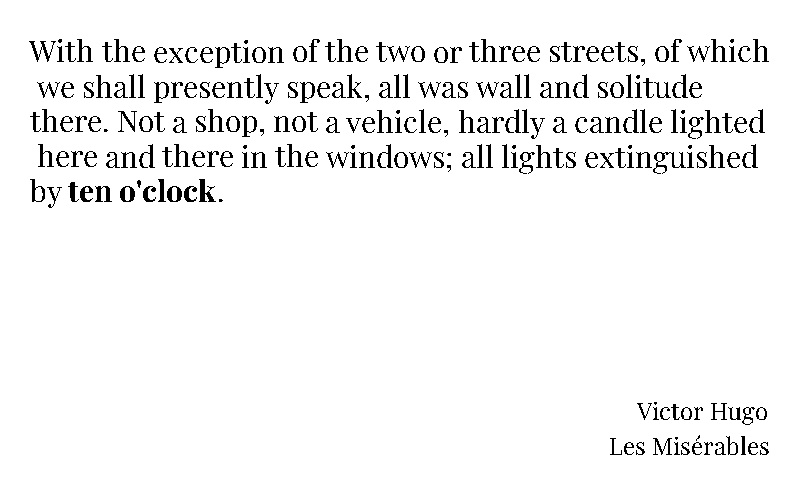 With the exception of the two or three streets, of which
we shall presently speak, all was wall and solitude
there. Not a shop, not a vehicle, hardly a candle lighted
here and there in the windows; all lights extinguished
by ten o'clock.
Victor Hugo
Les Misérables